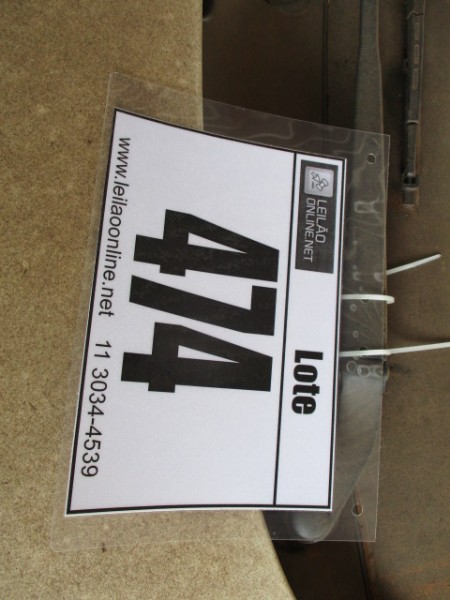 LEILÃO
ONLINE.NET
Lote
474
www.leilaoonline.net 11 3034-4539